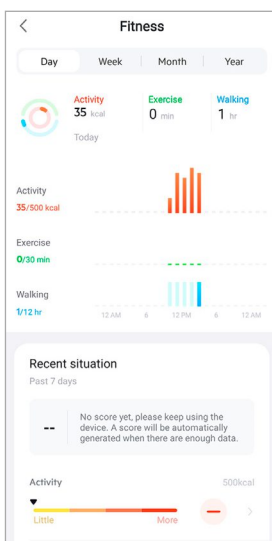 Fitness
Day Week Month Year
Activity Exercise Walking
35 kcal 0 min 1 hr
Today
Activity
35/500 kcal
Exercise
0/30 min
Walking
1/12 hr
12 AM 6 12 PM 6 12 AM
Recent situation
Past 7 days
-- No score yet, please keep using the
device. A score will be automatically
generated when there are enough data.
Activity 500kcal
Little More